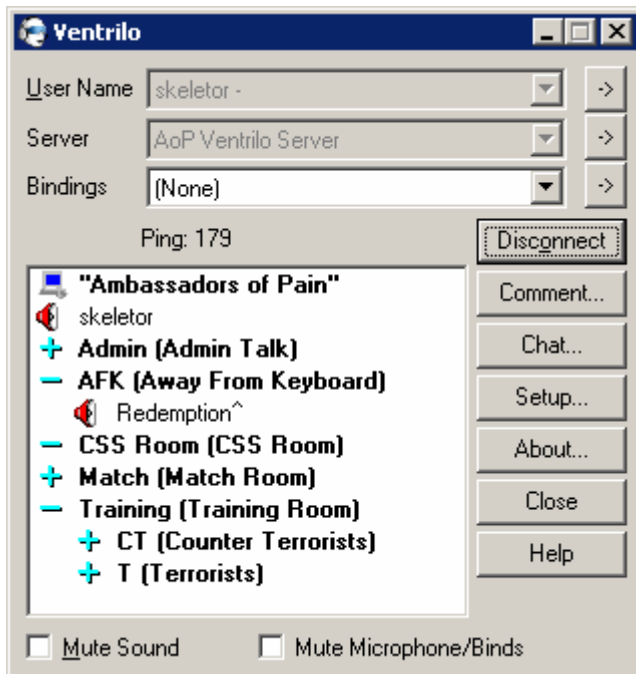 Ventrilo
User Name skeletor - ->
Server AoP Ventrilo Server ->
Bindings (None) ->
Ping: 179
Disconnect
"Ambassadors of Pain"
Comment...
skeletor
Admin (Admin Talk)
Chat...
AFK (Away From Keyboard)
Setup...
Redemption^
CSS Room (CSS Room)
About...
Match (Match Room)
Training (Training Room)
Close
CT (Counter Terrorists)
Help
T (Terrorists)
Mute Sound Mute Microphone/Binds